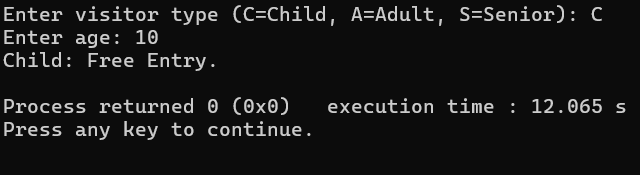 Enter visitor type (C=Child, A=Adult, S=Senior): C
Enter age: 10
Child: Free Entry.
Process returned 0 (0x0)   execution time : 12.065 s
Press any key to continue.